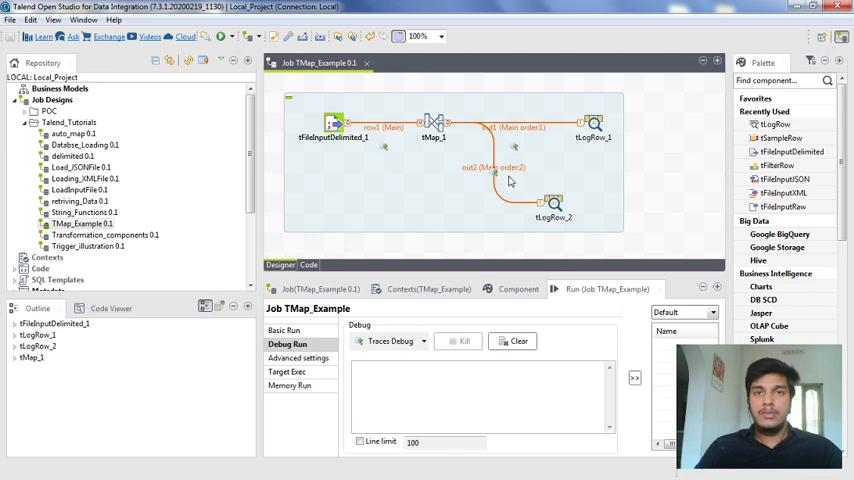 Talend Open Studio for Data Integration (7.3.1.20200219_1130) | Local_Project (Connection: Local)
File Edit View Window Help
Learn Ask Exchange Videos Cloud 100%
Repository
LOCAL: Local_Project
Business Models
Job Designs
POC
Talend_Tutorials
auto_map 0.1
Databse_Loading 0.1
delimited 0.1
Load_JSONFile 0.1
Loading_XMLFile 0.1
LoadInputFile 0.1
retriving_Data 0.1
String_Functions 0.1
TMap_Example 0.1
Transformation_components 0.1
Trigger_illustration 0.1
Contexts
Code
SQL Templates
Outline Code Viewer
tFileInputDelimited_1
tLogRow_1
tLogRow_2
tMap_1
Job TMap_Example 0.1
row1 (Main)
out1 (Main order:1)
tFileInputDelimited_1
tMap_1
tLogRow_1
out2 (Main order:2)
tLogRow_2
Designer Code
Job(TMap_Example 0.1) Contexts(TMap_Example) Component Run (Job TMap_Example)
Job TMap_Example
Basic Run
Debug Run
Advanced settings
Target Exec
Memory Run
Debug
Traces Debug Kill Clear
Line limit 100
>>
Default
Name
Palette
Find component...
Favorites
Recently Used
tLogRow
tSampleRow
tFileInputDelimited
tFilterRow
tFileInputJSON
tFileInputXML
tFileInputRaw
Big Data
Google BigQuery
Google Storage
Hive
Business Intelligence
Charts
DB SCD
Jasper
OLAP Cube
Splunk